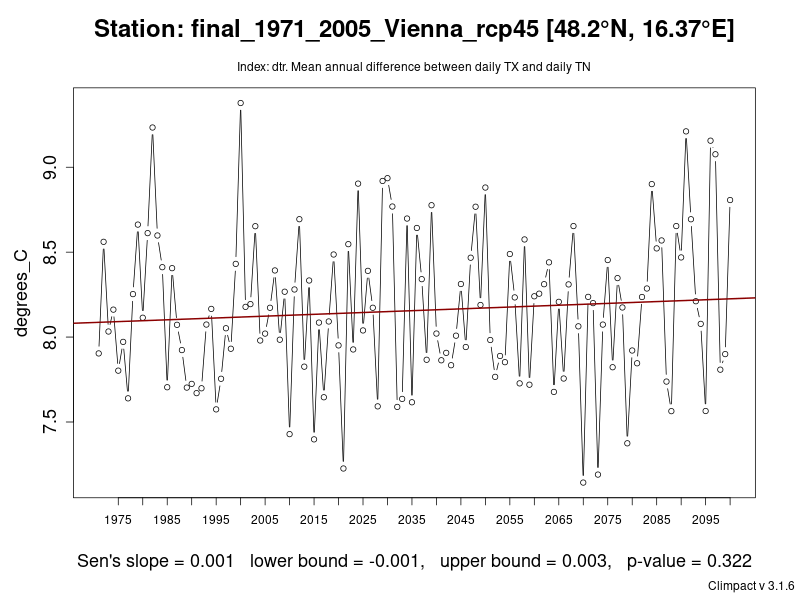 Station: final_1971_2005_Vienna_rcp45 [48.2°N, 16.37°E]
Index: dtr. Mean annual difference between daily TX and daily TN
degrees_C
9.0
8.5
8.0
7.5
1975 1985 1995 2005 2015 2025 2035 2045 2055 2065 2075 2085 2095
Sen's slope = 0.001 lower bound = -0.001, upper bound = 0.003, p-value = 0.322
Climpact v 3.1.6